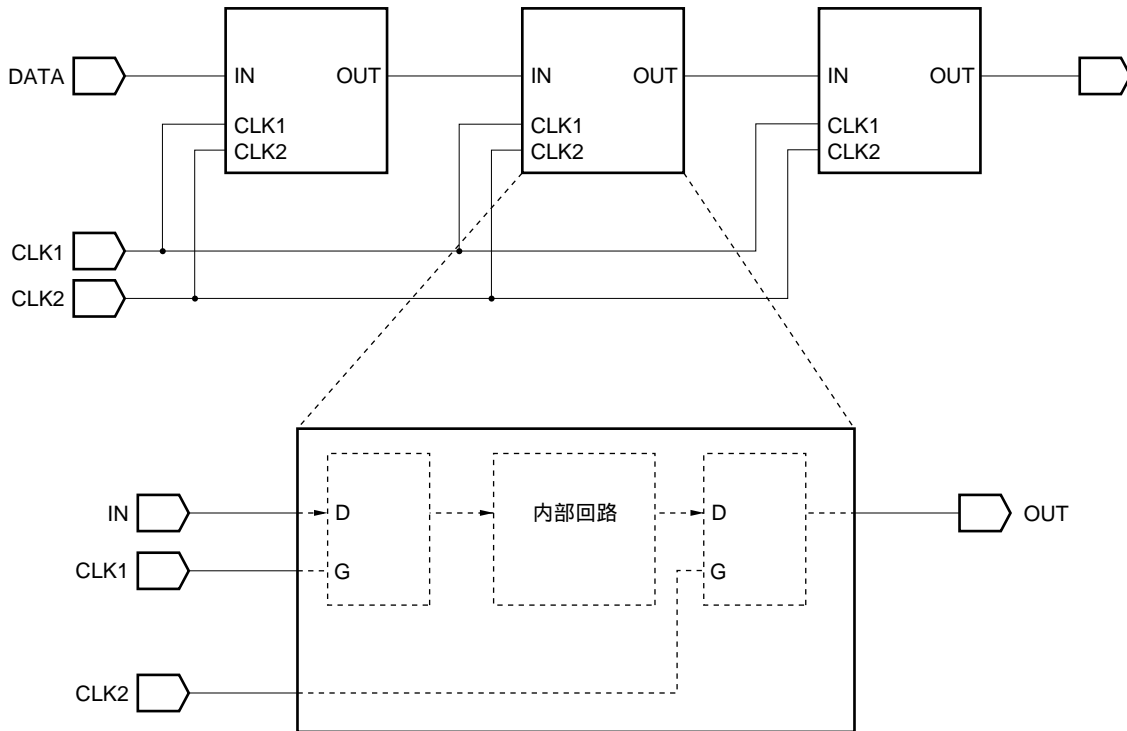 DATA
IN OUT
CLK1
CLK2
IN OUT
CLK1
CLK2
IN OUT
CLK1
CLK2
CLK1
CLK2
IN
CLK1
CLK2
D
G
内部回路
D
G
OUT